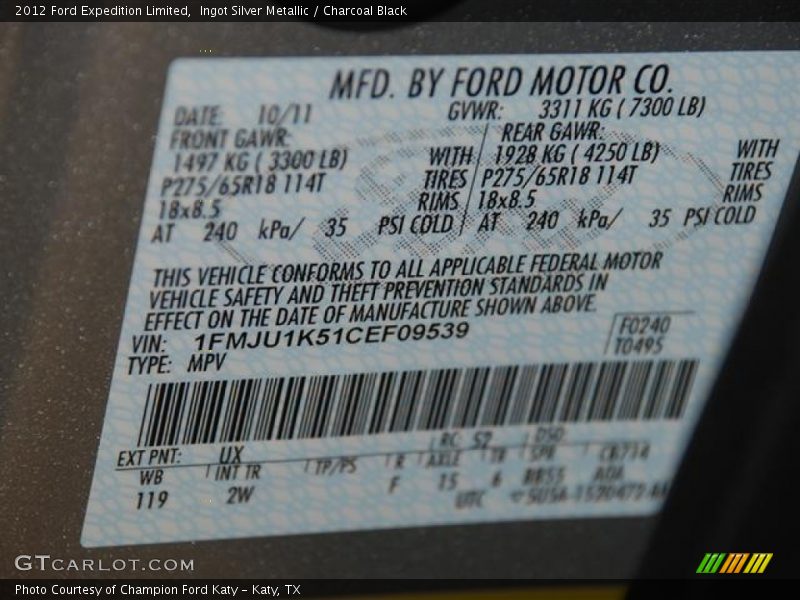 2012 Ford Expedition Limited,  Ingot Silver Metallic / Charcoal Black
MFD. BY FORD MOTOR CO.
DATE: 10/11 GVWR: 3311 KG ( 7300 LB)
FRONT GAWR: REAR GAWR:
1497 KG ( 3300 LB) WITH 1928 KG ( 4250 LB) WITH
P275/65R18 114T TIRES P275/65R18 114T TIRES
18x8.5 RIMS 18x8.5 RIMS
AT 240 kPa/ 35 PSI COLD AT 240 kPa/ 35 PSI COLD
THIS VEHICLE CONFORMS TO ALL APPLICABLE FEDERAL MOTOR
VEHICLE SAFETY AND THEFT PREVENTION STANDARDS IN
EFFECT ON THE DATE OF MANUFACTURE SHOWN ABOVE.
VIN: 1FMJU1K51CEF09539 F0240
TYPE: MPV T0495
EXT PNT: UX RC: 52 DSO:
WB INT TR TP/PS R AXLE TR SPR
119 2W F 15 6
UTC
GTCARLOT.COM
Photo Courtesy of Champion Ford Katy - Katy, TX